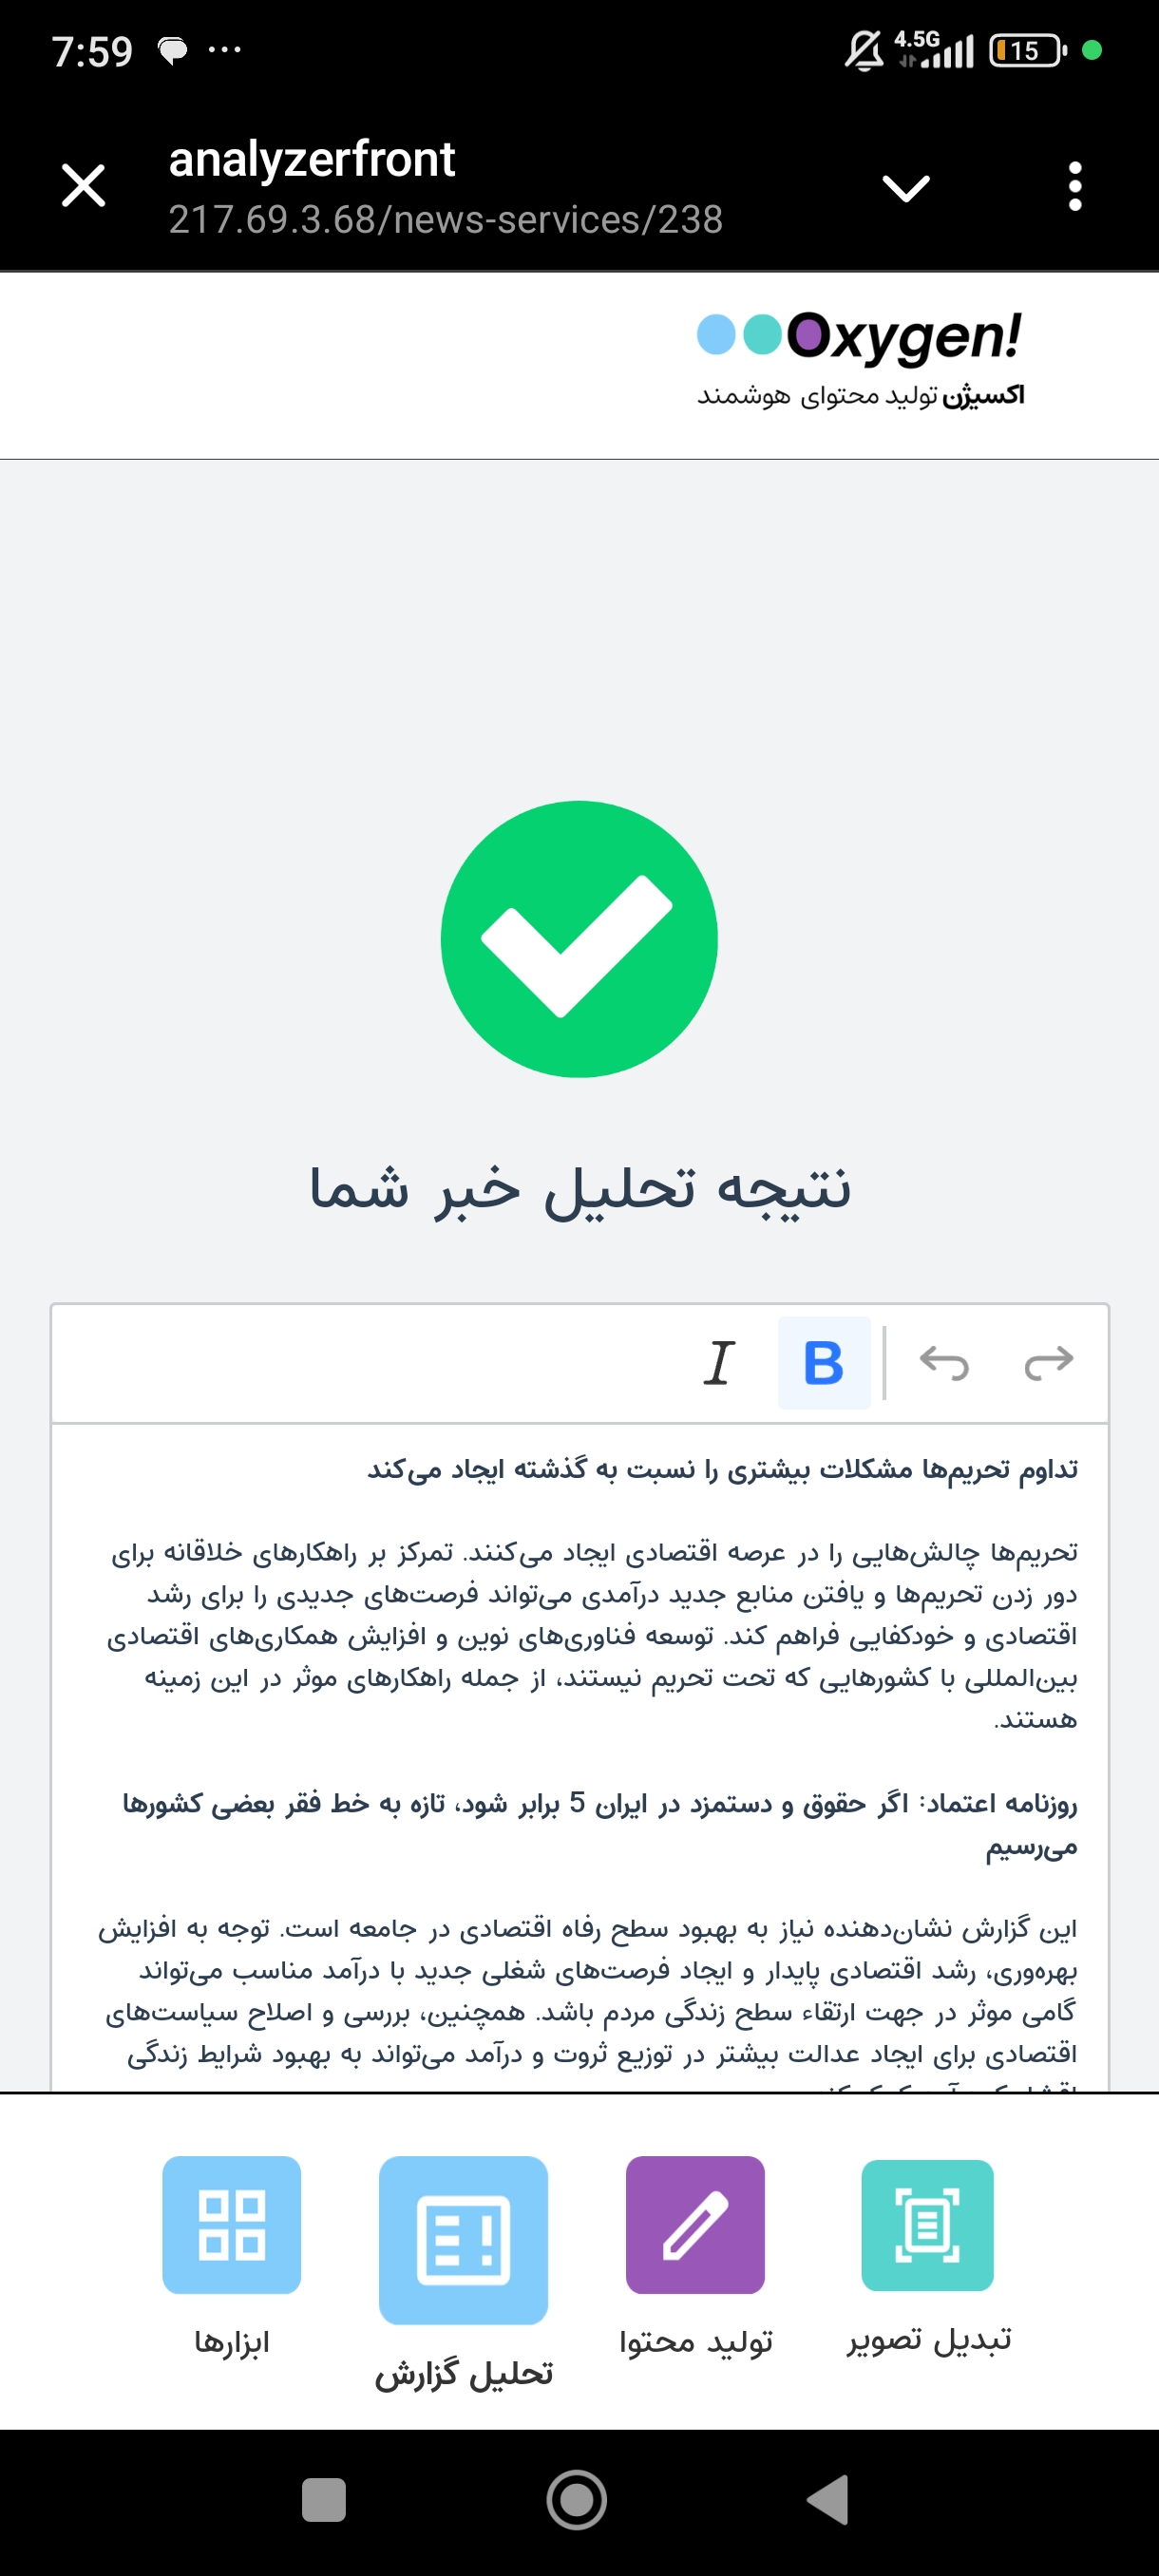 7:59
4.5G
15
analyzerfront
217.69.3.68/news-services/238
Oxygen!
اکسیژن تولید محتوای هوشمند
نتیجه تحلیل خبر شما
I B
تداوم تحریم‌ها مشکلات بیشتری را نسبت به گذشته ایجاد می‌کند
تحریم‌ها چالش‌هایی را در عرصه اقتصادی ایجاد می‌کنند. تمرکز بر راهکارهای خلاقانه برای
دور زدن تحریم‌ها و یافتن منابع جدید درآمدی می‌تواند فرصت‌های جدیدی را برای رشد
اقتصادی و خودکفایی فراهم کند. توسعه فناوری‌های نوین و افزایش همکاری‌های اقتصادی
بین‌المللی با کشورهایی که تحت تحریم نیستند، از جمله راهکارهای موثر در این زمینه
هستند.
روزنامه اعتماد: اگر حقوق و دستمزد در ایران 5 برابر شود، تازه به خط فقر بعضی کشورها
می‌رسیم
این گزارش نشان‌دهنده نیاز به بهبود سطح رفاه اقتصادی در جامعه است. توجه به افزایش
بهره‌وری، رشد اقتصادی پایدار و ایجاد فرصت‌های شغلی جدید با درآمد مناسب می‌تواند
گامی موثر در جهت ارتقاء سطح زندگی مردم باشد. همچنین، بررسی و اصلاح سیاست‌های
اقتصادی برای ایجاد عدالت بیشتر در توزیع ثروت و درآمد می‌تواند به بهبود شرایط زندگی
تبدیل تصویر
تولید محتوا
تحلیل گزارش
ابزارها